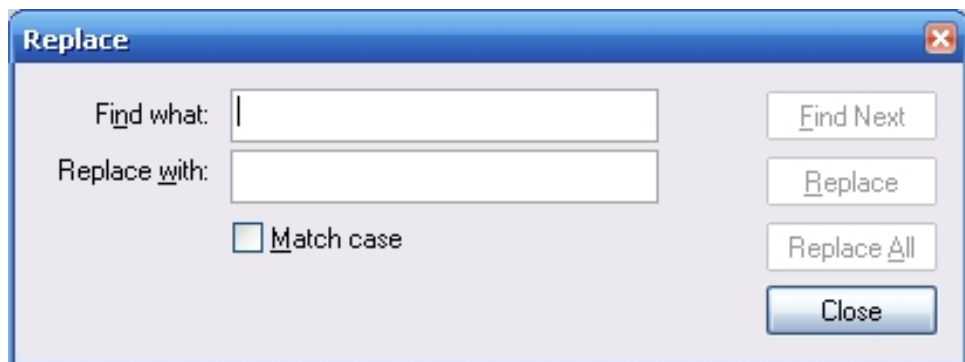 Replace
Find what:
Find Next
Replace with:
Replace
Match case
Replace All
Close